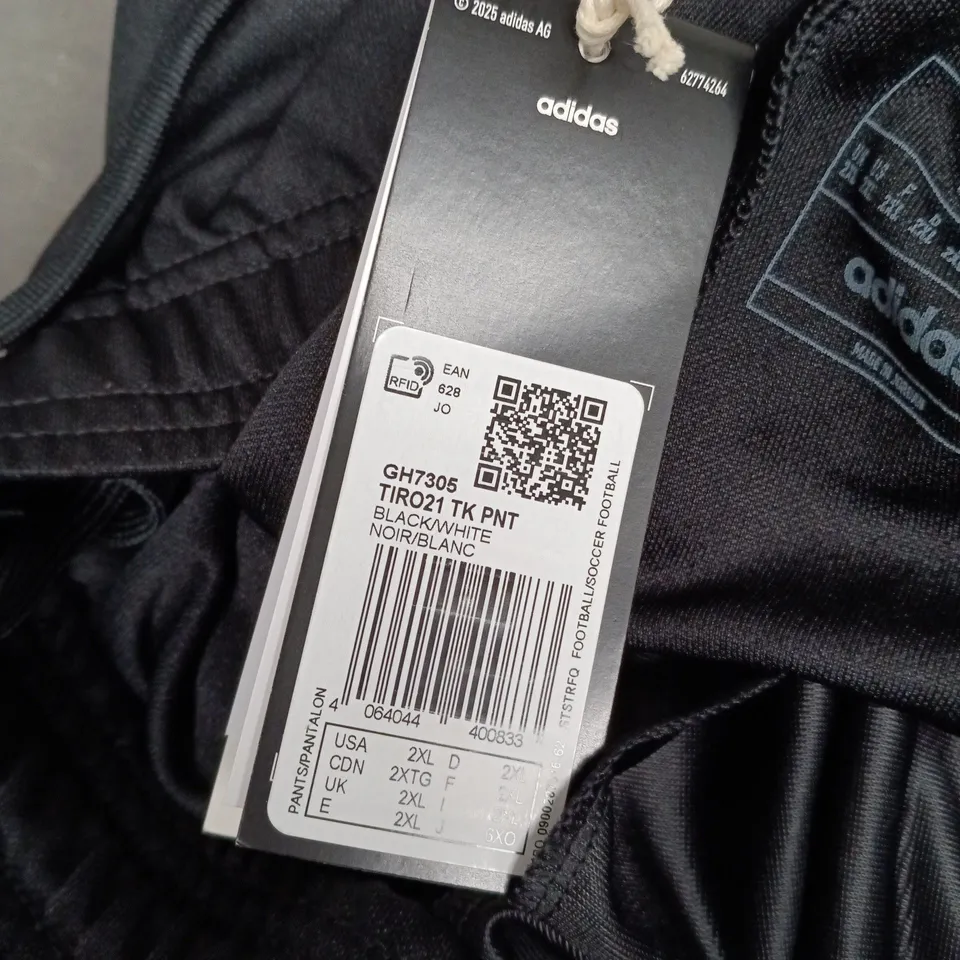 © 2025 adidas AG
62774264
adidas
RFID
EAN
628
JO
GH7305
TIRO21 TK PNT
BLACK/WHITE
NOIR/BLANC
4 064044 400833
PANTS/PANTALON
STSTRFQ FOOTBALL/SOCCER FOOTBALL
USA 2XL D 2XL
CDN 2XTG F
UK 2XL I
E 2XL J
adidas